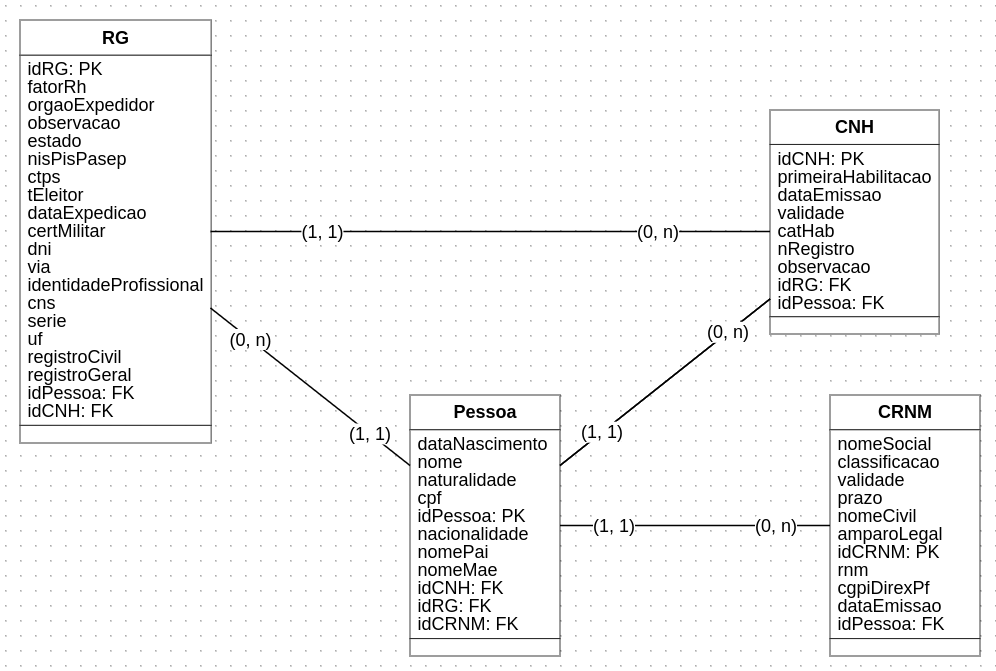 RG
idRG: PK
fatorRh
orgaoExpedidor
observacao
estado
nisPisPasep
ctps
tEleitor
dataExpedicao
certMilitar
dni
via
identidadeProfissional
cns
serie
uf
registroCivil
registroGeral
idPessoa: FK
idCNH: FK
(1, 1)
(0, n)
CNH
idCNH: PK
primeiraHabilitacao
dataEmissao
validade
catHab
nRegistro
observacao
idRG: FK
idPessoa: FK
(0, n)
(1, 1)
(0, n)
(1, 1)
Pessoa
dataNascimento
nome
naturalidade
cpf
idPessoa: PK
nacionalidade
nomePai
nomeMae
idCNH: FK
idRG: FK
idCRNM: FK
(1, 1)
(0, n)
CRNM
nomeSocial
classificacao
validade
prazo
nomeCivil
amparoLegal
idCRNM: PK
rnm
cgpiDirexPf
dataEmissao
idPessoa: FK